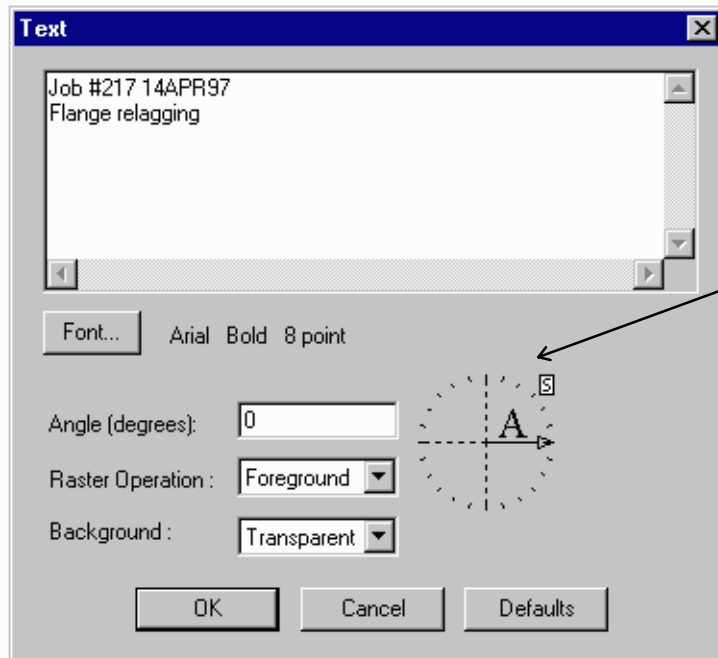 Text
Job #217 14APR97
Flange relagging
Font... Arial Bold 8 point
S
A
Angle (degrees): 0
Raster Operation : Foreground
Background : Transparent
OK Cancel Defaults